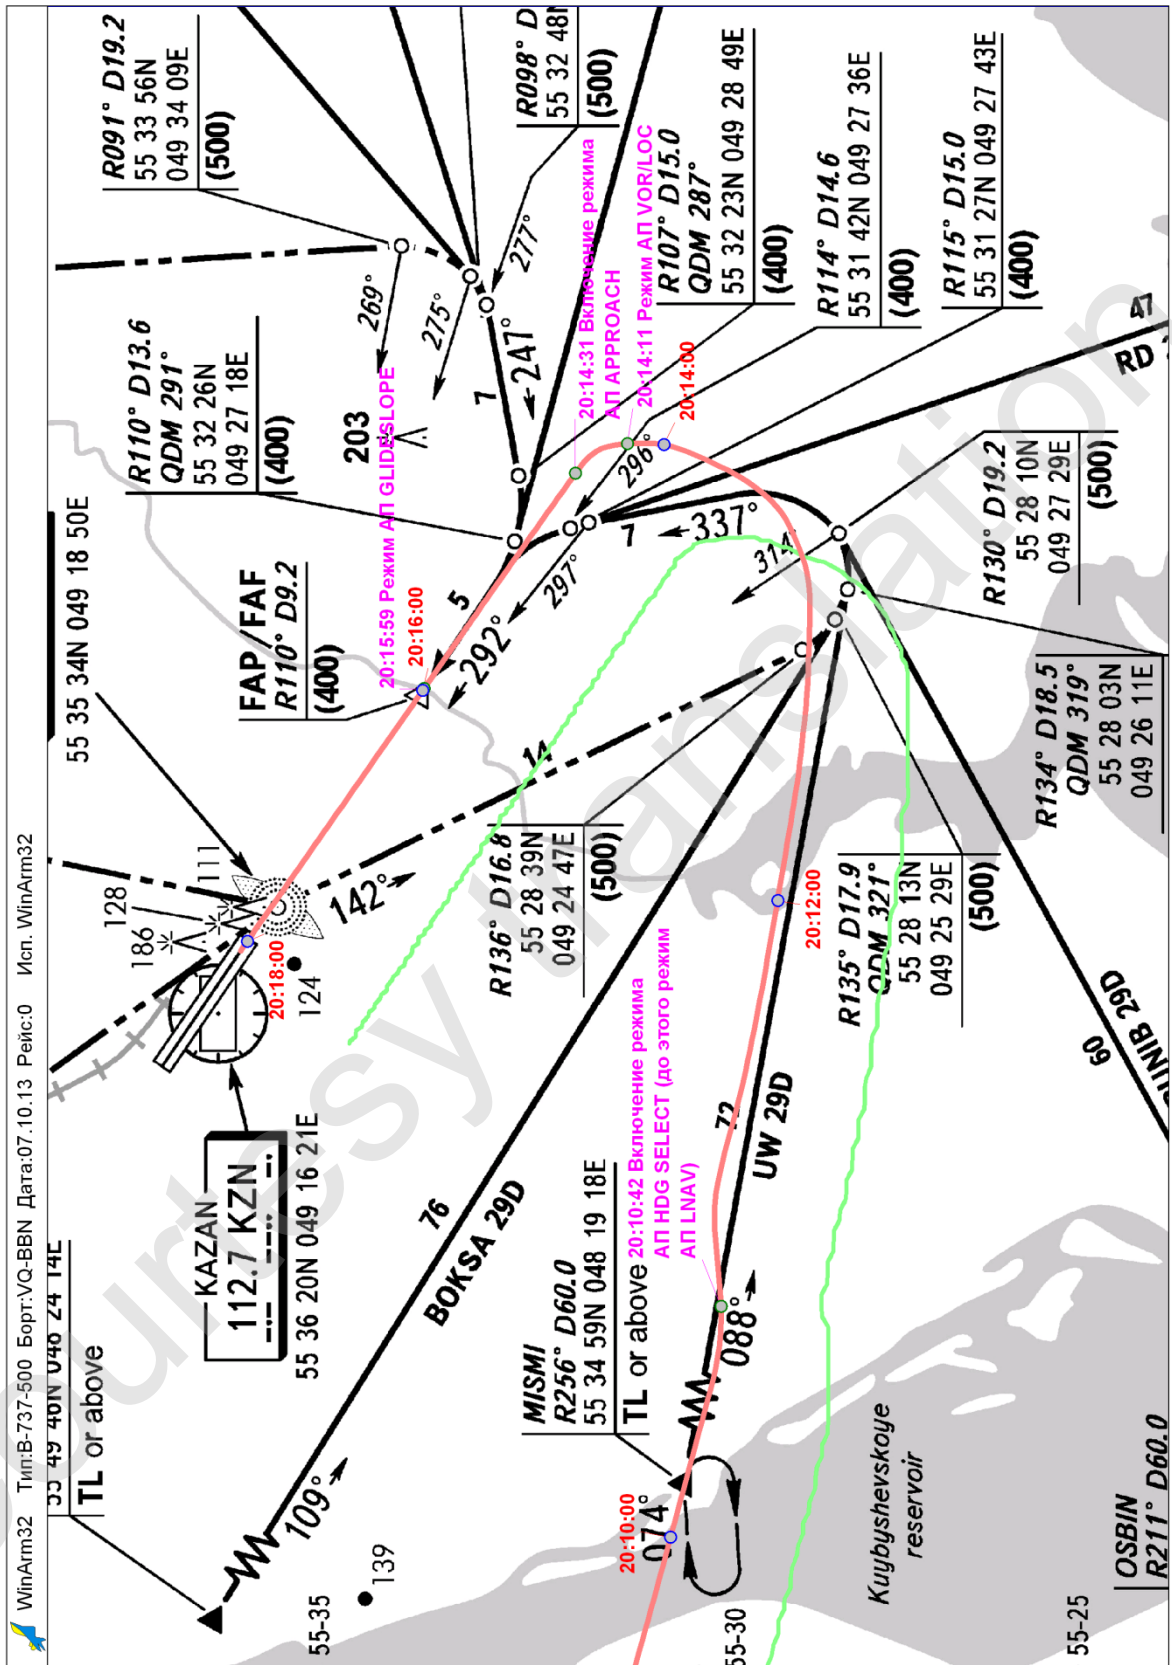 WinArm32 Тип:B-737-500 Борт:VQ-BBN Дата:07.10.13 Рейс:0 Исп. WinArm32
TL or above
109°
139
55-35
BOKSA 29D
76
KAZAN
112.7 KZN
55 36 20N 049 16 21E
186
128
111
124
20:18:00
142°
14
55 35 34N 049 18 50E
FAP/FAF
R110° D9.2
(400)
20:15:59 Режим АП GLIDESLOPE
20:16:00
292°
5
R110° D13.6
QDM 291°
55 32 26N
049 27 18E
(400)
203
R091° D19.2
55 33 56N
049 34 09E
(500)
269°
275°
277°
7
247°
R098° D
55 32 48N
(500)
20:14:31 Включение режима
АП APPROACH
20:14:11 Режим АП VOR/LOC
20:14:00
R107° D15.0
QDM 287°
55 32 23N 049 28 49E
(400)
R114° D14.6
55 31 42N 049 27 36E
(400)
R115° D15.0
55 31 27N 049 27 43E
(400)
296°
297°
7
337°
314°
47
RD
R130° D19.2
55 28 10N
049 27 29E
(500)
R134° D18.5
QDM 319°
55 28 03N
049 26 11E
R136° D16.8
55 28 39N
049 24 47E
(500)
R135° D17.9
QDM 321°
55 28 13N
049 25 29E
(500)
20:12:00
60
UNIB 29D
MISMI
R256° D60.0
55 34 59N 048 19 18E
TL or above
20:10:42 Включение режима
АП HDG SELECT (до этого режим
АП LNAV)
72
UW 29D
088°
074°
20:10:00
55-30
Kuybyshevskoye
reservoir
55-25
OSBIN
R211° D60.0
courtesy translation